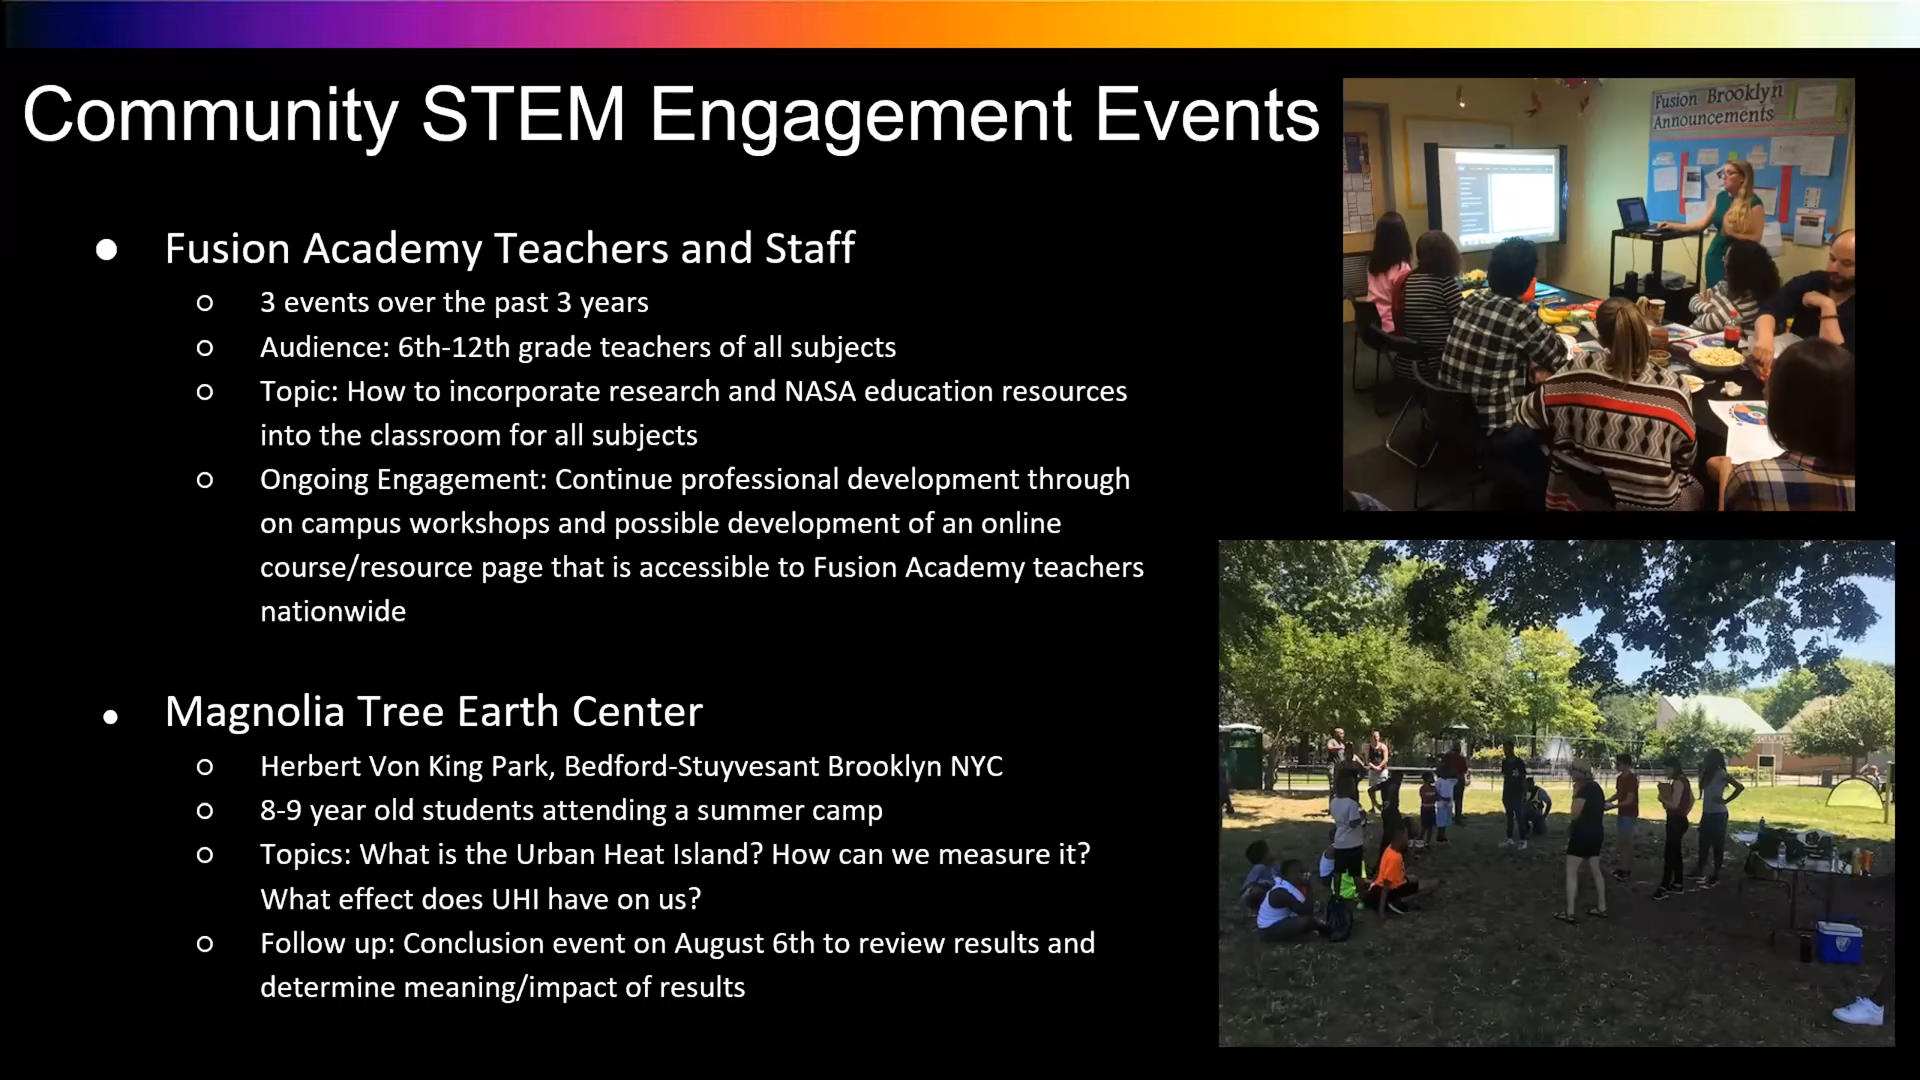 Community STEM Engagement Events
Fusion Brooklyn
Announcements
● Fusion Academy Teachers and Staff
○ 3 events over the past 3 years
○ Audience: 6th-12th grade teachers of all subjects
○ Topic: How to incorporate research and NASA education resources
into the classroom for all subjects
○ Ongoing Engagement: Continue professional development through
on campus workshops and possible development of an online
course/resource page that is accessible to Fusion Academy teachers
nationwide
● Magnolia Tree Earth Center
○ Herbert Von King Park, Bedford-Stuyvesant Brooklyn NYC
○ 8-9 year old students attending a summer camp
○ Topics: What is the Urban Heat Island? How can we measure it?
What effect does UHI have on us?
○ Follow up: Conclusion event on August 6th to review results and
determine meaning/impact of results